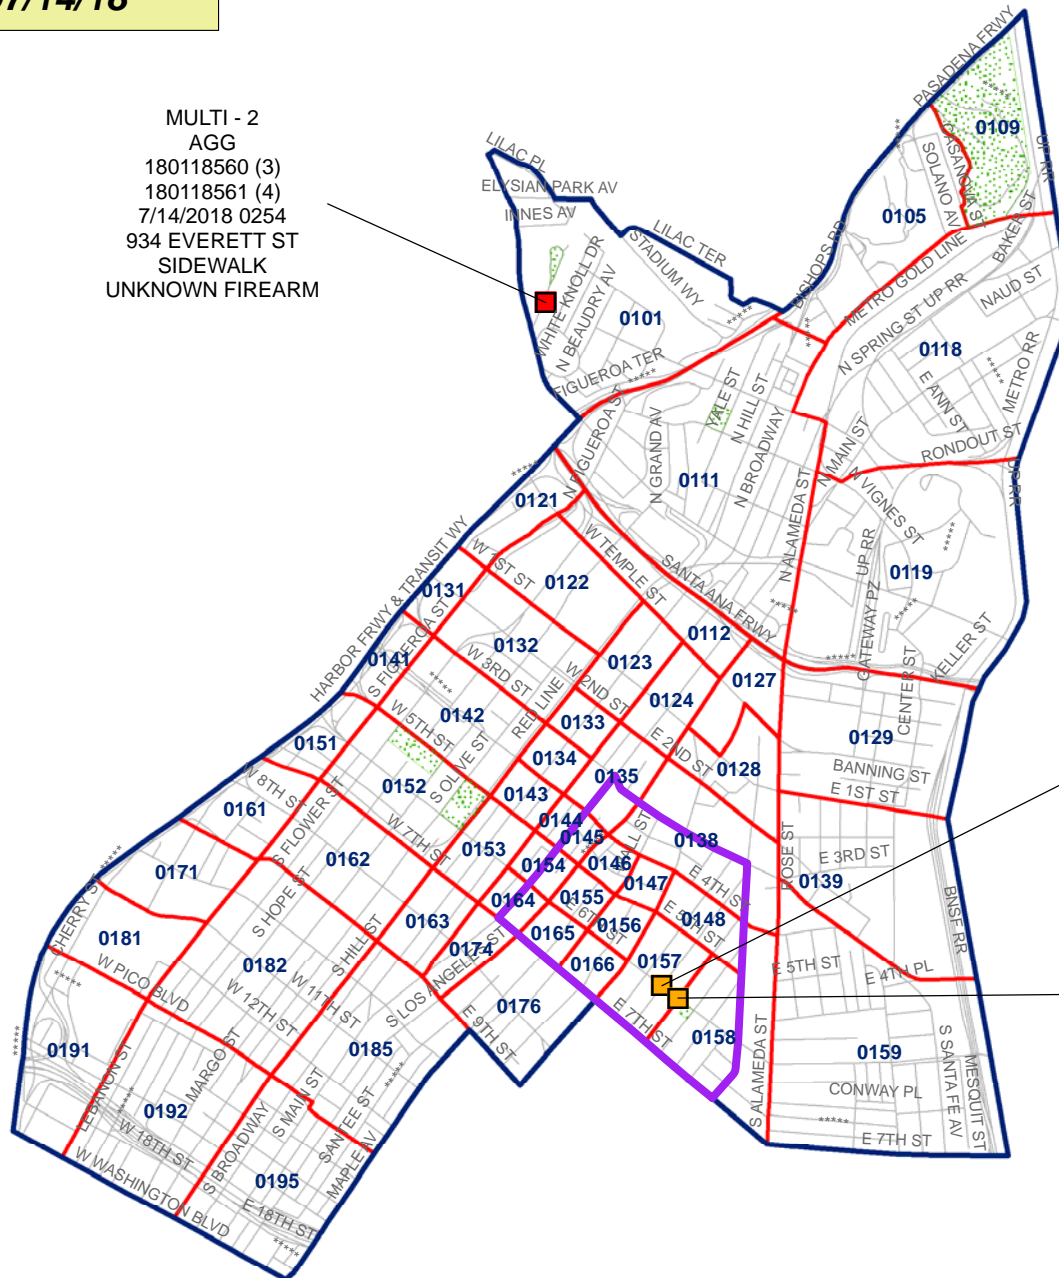 07/14/18
MULTI - 2
AGG
180118560 (3)
180118561 (4)
7/14/2018 0254
934 EVERETT ST
SIDEWALK
UNKNOWN FIREARM
PASADENA FRWY
*****
0109
CASANOVA ST
SOLANO AV
UP RR
LILAC PL
ELYSIAN PARK AV
INNES AV
LILAC TER
STADIUM WY
BISHOPS RD
0105
BAKER ST
METRO GOLD LINE
NAUD ST
N SPRING ST UP RR
WHITE KNOLL DR
N BEAUDRY AV
0101
*****
FIGUEROA TER
0118
E ANN ST
METRO RR
YALE ST
N HILL ST
N BROADWAY
N GRAND AV
N FIGUEROA ST
N MAIN ST
RONDOUT ST
0111
N VIGNES ST
UP RR
0121
N ALAMEDA ST
HARBOR FRWY & TRANSIT WY
W 1ST ST
W TEMPLE ST
SANTA ANA FRWY
UP RR
0119
GATEWAY PZ
KELLER ST
CENTER ST
0131
0122
S FIGUEROA ST
0112
0141
0132
W 3RD ST
W 2ND ST
0123
0127
RED LINE
0124
0142
W 5TH ST
0133
E 2ND ST
0129
0151
S OLIVE ST
0134
0128
BANNING ST
E 1ST ST
W 8TH ST
0152
0135
0143
0161
S FLOWER ST
W 7TH ST
0144
0145
WALL ST
0138
ROSE ST
0171
0162
0153
0154
0146
0147
E 4TH ST
E 3RD ST
0139
S HOPE ST
0164
0155
E 6TH ST
0156
0148
E 5TH ST
BNSF RR
CHERRY ST
0181
0163
0174
0165
0166
0157
E 5TH ST
E 4TH PL
W PICO BLVD
0182
S HILL ST
W 11TH ST
W 12TH ST
S LOS ANGELES ST
0176
E 9TH ST
E 7TH ST
0158
S ALAMEDA ST
0159
S SANTA FE AV
MESQUIT ST
0191
LEBANON ST
MARGO ST
0185
0192
W 18TH ST
S BROADWAY
S MAIN ST
SANTEE ST
MAPLE AV
CONWAY PL
E 7TH ST
W WASHINGTON BLVD
0195
E 18TH ST